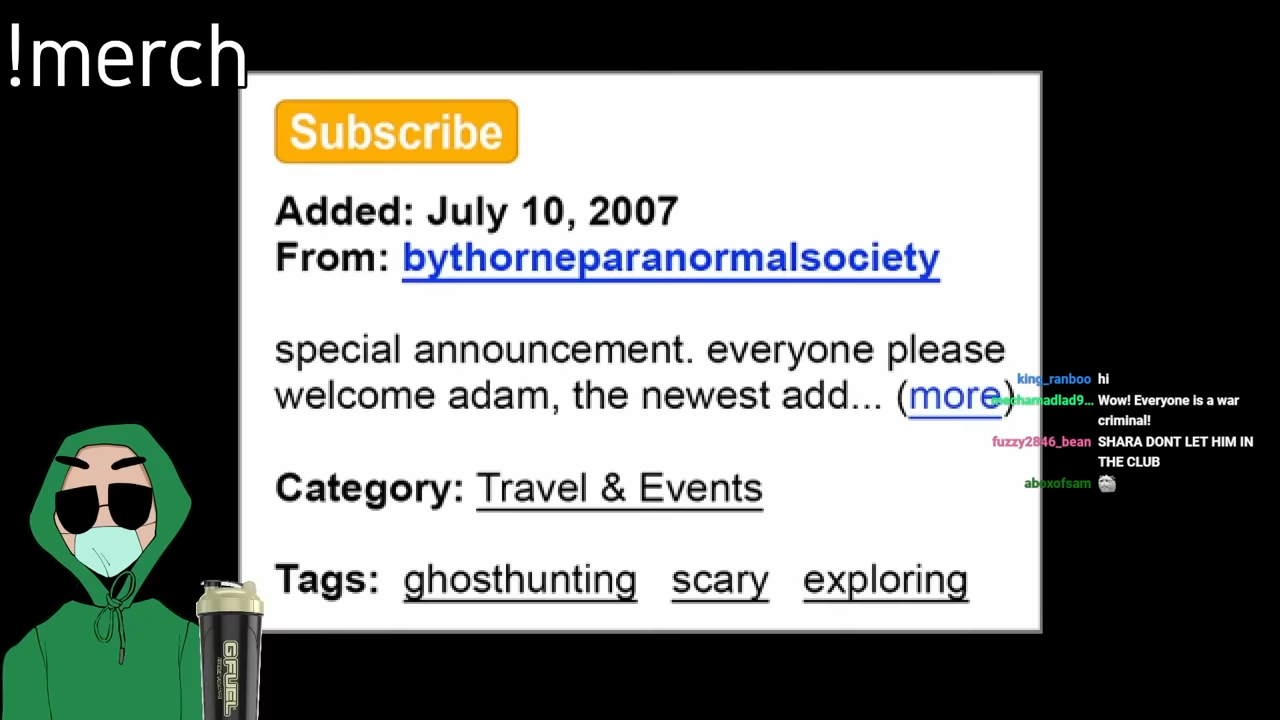 !merch
Subscribe
Added: July 10, 2007
From: bythorneparanormalsociety
special announcement. everyone please
welcome adam, the newest add... (more)
Category: Travel & Events
Tags: ghosthunting scary exploring
king_ranboo hi
mechamadlad9... Wow! Everyone is a war
criminal!
fuzzy2846_bean SHARA DONT LET HIM IN
THE CLUB
aboxofsam
GFUEL